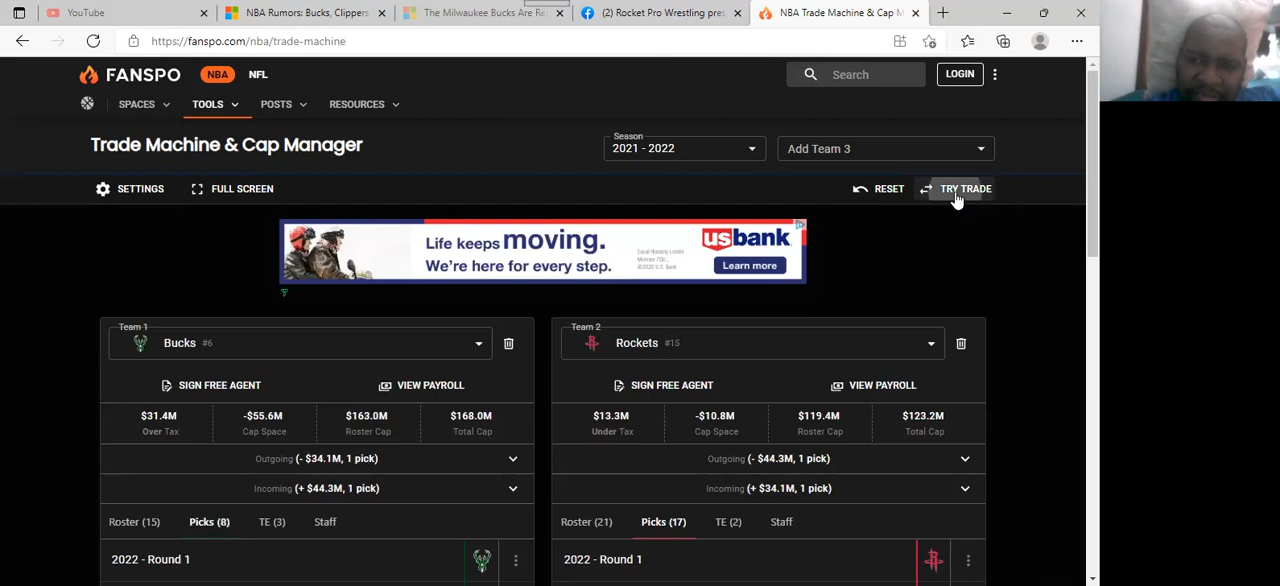 YouTube
NBA Rumors: Bucks, Clippers
The Milwaukee Bucks Are Re
(2) Rocket Pro Wrestling pres
NBA Trade Machine & Cap M
https://fanspo.com/nba/trade-machine
FANSPO NBA NFL
Search LOGIN
SPACES TOOLS POSTS RESOURCES
Trade Machine & Cap Manager
Season
2021 - 2022
Add Team 3
SETTINGS FULL SCREEN RESET TRY TRADE
Life keeps moving.
We're here for every step.
usbank
Learn more
Team 1
Bucks #6
Team 2
Rockets #15
SIGN FREE AGENT VIEW PAYROLL SIGN FREE AGENT VIEW PAYROLL
$31.4M -$55.6M $163.0M $168.0M $13.3M -$10.8M $119.4M $123.2M
Over Tax Cap Space Roster Cap Total Cap Under Tax Cap Space Roster Cap Total Cap
Outgoing (- $34.1M, 1 pick) Outgoing (- $44.3M, 1 pick)
Incoming (+ $44.3M, 1 pick) Incoming (+ $34.1M, 1 pick)
Roster (15) Picks (8) TE (3) Staff Roster (21) Picks (17) TE (2) Staff
2022 - Round 1 2022 - Round 1